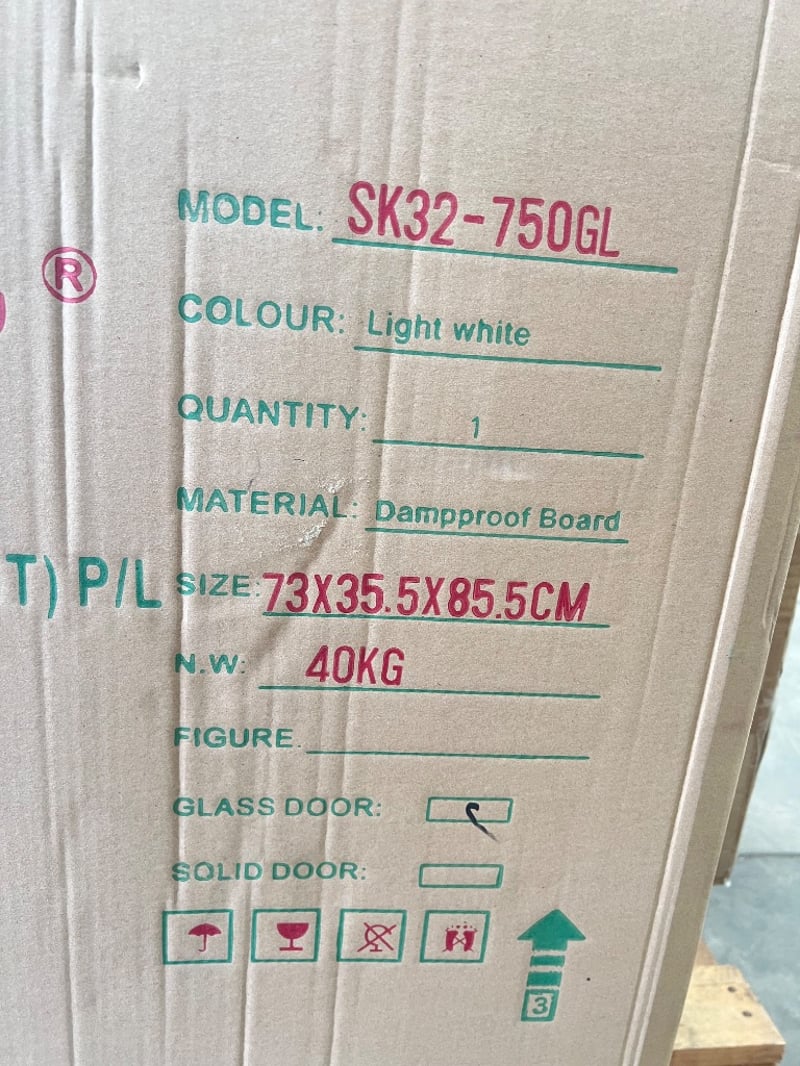 MODEL: SK32-750GL
®
COLOUR: Light white
QUANTITY: 1
MATERIAL: Dampproof Board
T) P/L
SIZE: 73X35.5X85.5CM
N.W: 40KG
FIGURE.
GLASS DOOR:
SOLID DOOR:
3